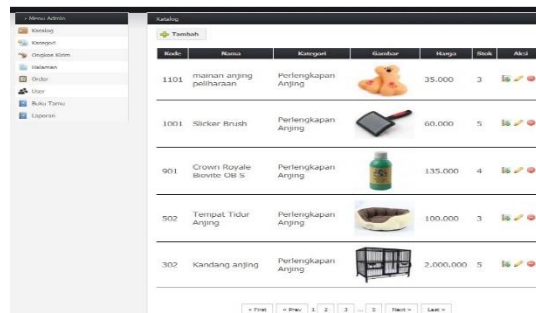 › Menu Admin
Katalog
Kategori
Ongkos Kirim
Halaman
Order
User
Buku Tamu
Laporan
Katalog
Tambah
Kode Nama Kategori Gambar Harga Stok Aksi
1101 mainan anjing peliharaan Perlengkapan Anjing 35.000 3
1001 Slicker Brush Perlengkapan Anjing 60.000 5
901 Crown Royale Biovite OB S Perlengkapan Anjing 135.000 4
502 Tempat Tidur Anjing Perlengkapan Anjing 100.000 3
302 Kandang anjing Perlengkapan Anjing 2.000.000 5
« First « Prev 1 2 3 ... 5 Next » Last »